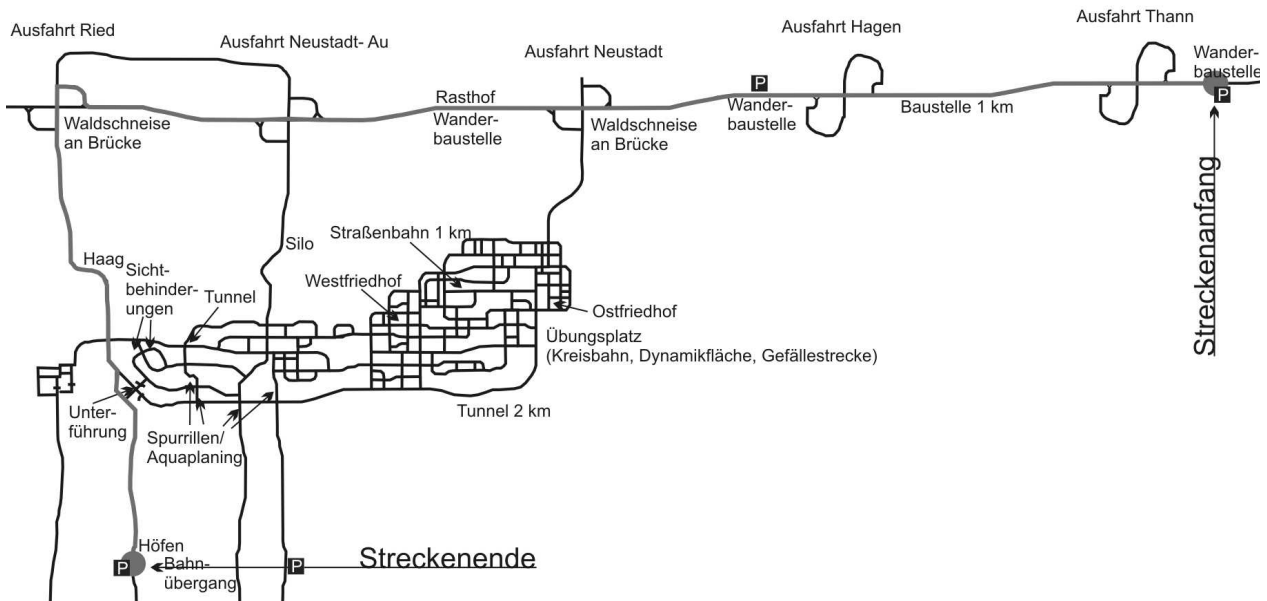 Ausfahrt Ried
Ausfahrt Neustadt- Au
Ausfahrt Neustadt
Ausfahrt Hagen
Ausfahrt Thann
Wander-
baustelle
P
P
Rasthof
Wander-
baustelle
Wander-
baustelle
Baustelle 1 km
Waldschneise
an Brücke
Waldschneise
an Brücke
Streckenanfang
Haag
Silo
Straßenbahn 1 km
Sicht-
behinder-
ungen
Tunnel
Westfriedhof
Ostfriedhof
Übungsplatz
(Kreisbahn, Dynamikfläche, Gefällestrecke)
Tunnel 2 km
Unter-
führung
Spurrillen/
Aquaplaning
Höfen
P
Bahn-
übergang
P
Streckenende